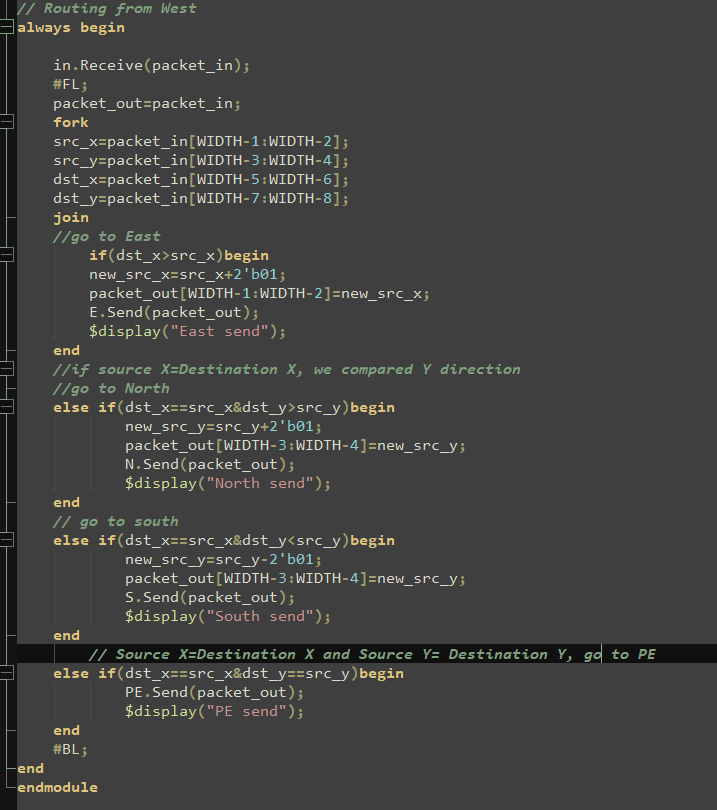 // Routing from West
always begin
in.Receive(packet_in);
#FL;
packet_out=packet_in;
fork
src_x=packet_in[WIDTH-1:WIDTH-2];
src_y=packet_in[WIDTH-3:WIDTH-4];
dst_x=packet_in[WIDTH-5:WIDTH-6];
dst_y=packet_in[WIDTH-7:WIDTH-8];
join
//go to East
if(dst_x>src_x)begin
new_src_x=src_x+2'b01;
packet_out[WIDTH-1:WIDTH-2]=new_src_x;
E.Send(packet_out);
$display("East send");
end
//if source X=Destination X, we compared Y direction
//go to North
else if(dst_x==src_x&dst_y>src_y)begin
new_src_y=src_y+2'b01;
packet_out[WIDTH-3:WIDTH-4]=new_src_y;
N.Send(packet_out);
$display("North send");
end
// go to south
else if(dst_x==src_x&dst_y<src_y)begin
new_src_y=src_y-2'b01;
packet_out[WIDTH-3:WIDTH-4]=new_src_y;
S.Send(packet_out);
$display("South send");
end
// Source X=Destination X and Source Y= Destination Y, go to PE
else if(dst_x==src_x&dst_y==src_y)begin
PE.Send(packet_out);
$display("PE send");
end
#BL;
end
endmodule